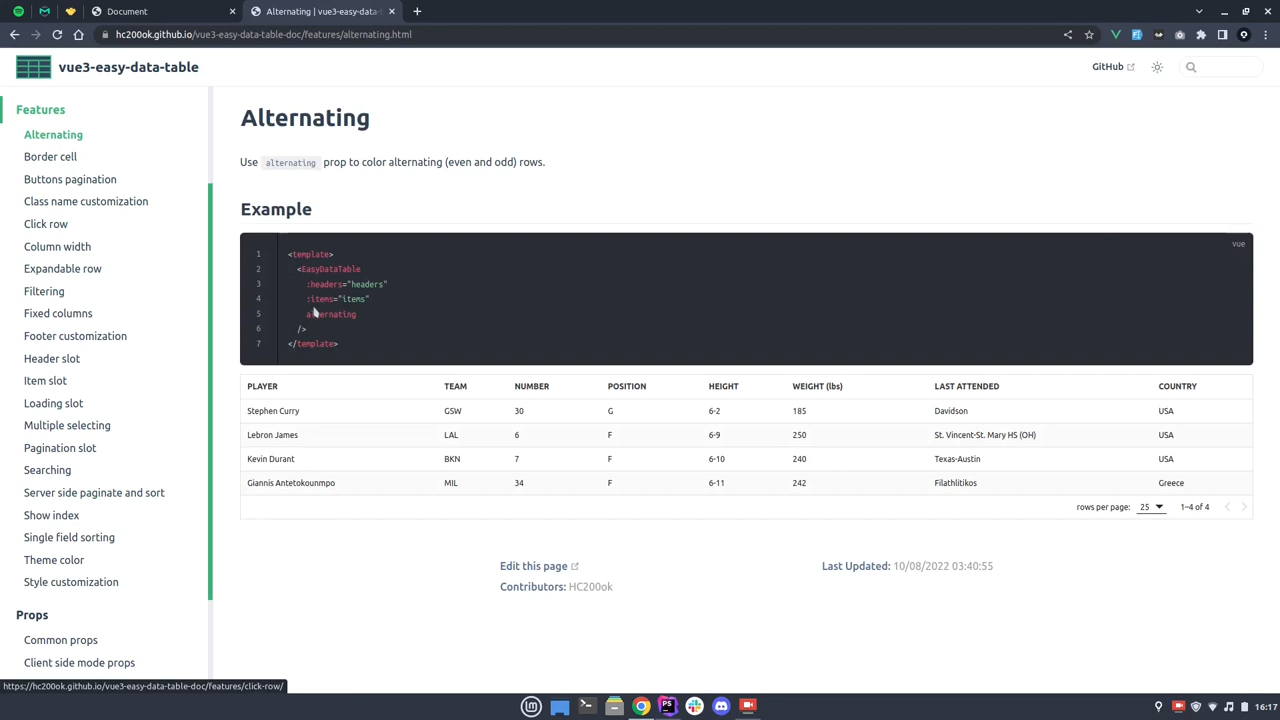 Document
Alternating | vue3-easy-data-t
hc200ok.github.io/vue3-easy-data-table-doc/features/alternating.html
vue3-easy-data-table
GitHub
Features
Alternating
Border cell
Buttons pagination
Class name customization
Click row
Column width
Expandable row
Filtering
Fixed columns
Footer customization
Header slot
Item slot
Loading slot
Multiple selecting
Pagination slot
Searching
Server side paginate and sort
Show index
Single field sorting
Theme color
Style customization
Props
Common props
Client side mode props
Alternating
Use alternating prop to color alternating (even and odd) rows.
Example
vue
1 <template>
2 <EasyDataTable
3 :headers="headers"
4 :items="items"
5 alternating
6 />
7 </template>
PLAYER TEAM NUMBER POSITION HEIGHT WEIGHT (lbs) LAST ATTENDED COUNTRY
Stephen Curry GSW 30 G 6-2 185 Davidson USA
Lebron James LAL 6 F 6-9 250 St. Vincent-St. Mary HS (OH) USA
Kevin Durant BKN 7 F 6-10 240 Texas-Austin USA
Giannis Antetokounmpo MIL 34 F 6-11 242 Filathlitikos Greece
rows per page: 25 1–4 of 4
Edit this page
Last Updated: 10/08/2022 03:40:55
Contributors: HC200ok
https://hc200ok.github.io/vue3-easy-data-table-doc/features/click-row/
PS
16:17